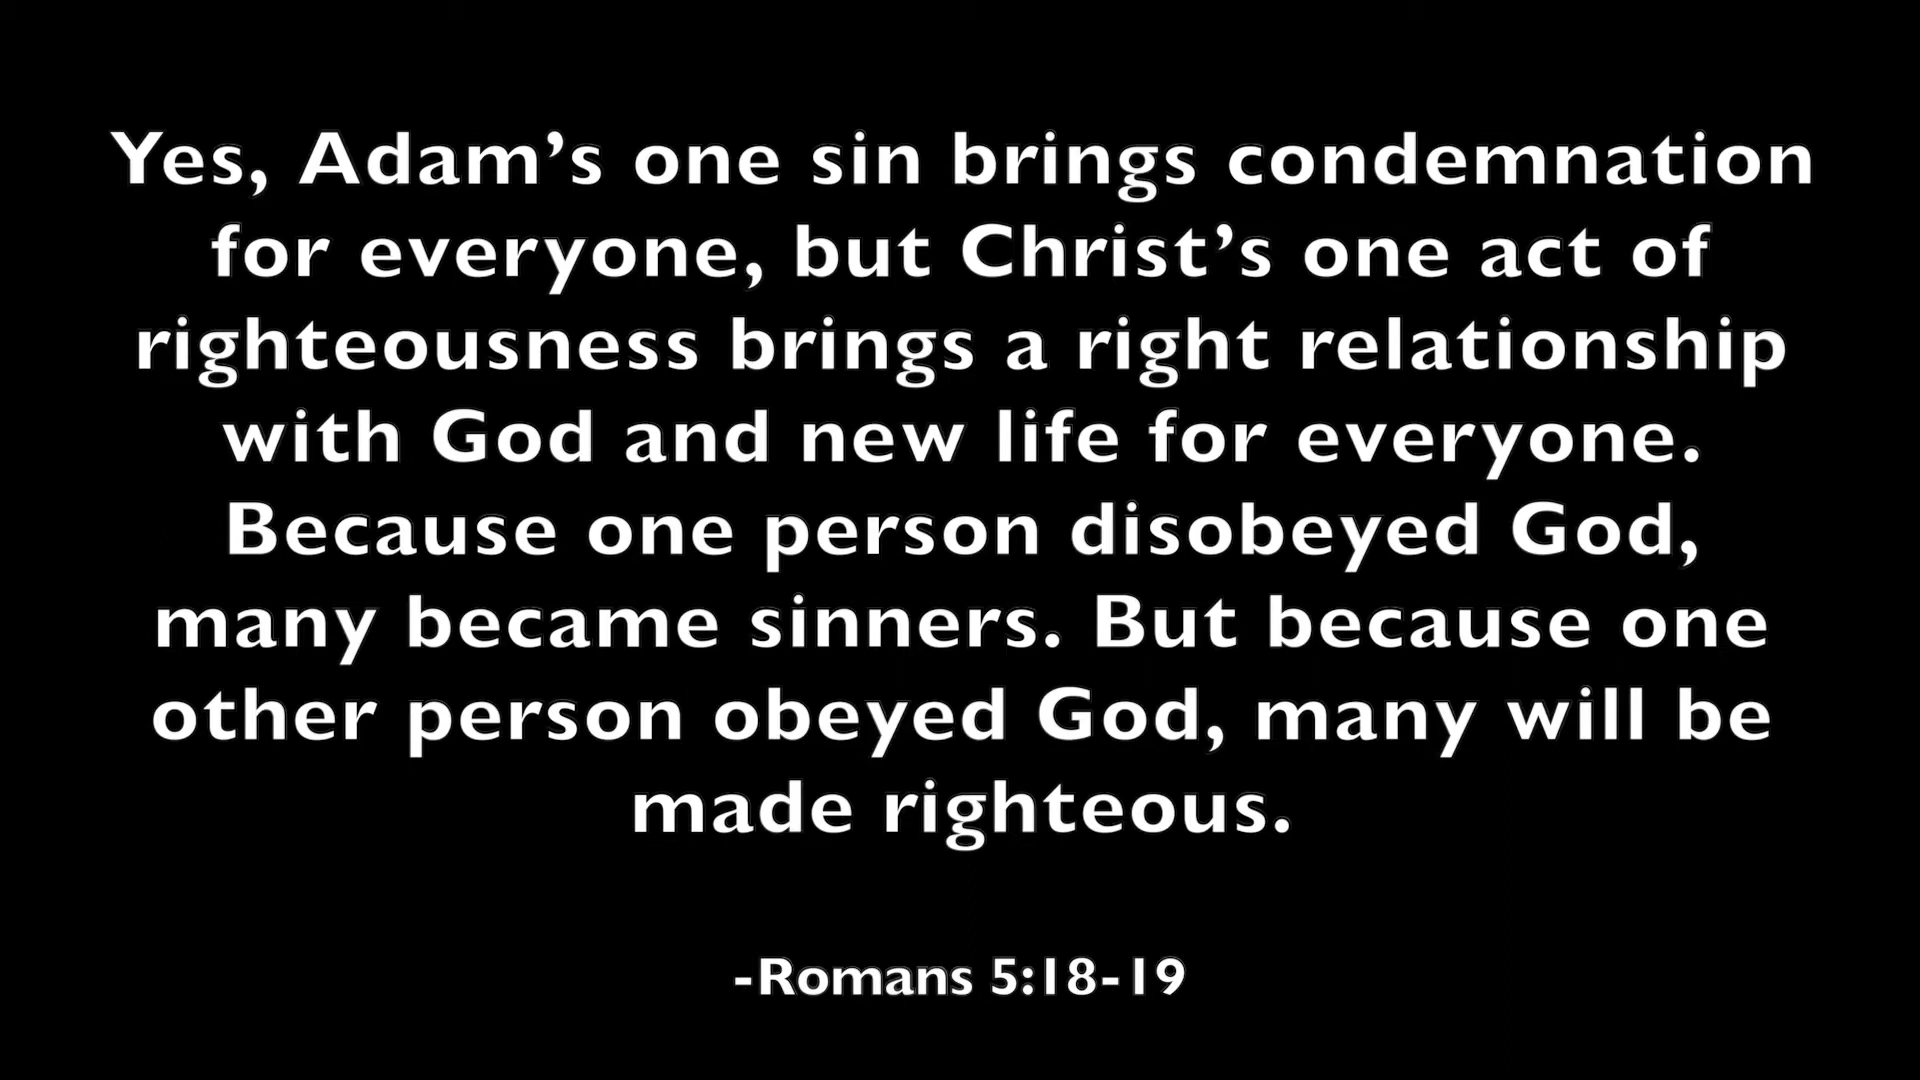 Yes, Adam’s one sin brings condemnation
for everyone, but Christ’s one act of
righteousness brings a right relationship
with God and new life for everyone.
Because one person disobeyed God,
many became sinners. But because one
other person obeyed God, many will be
made righteous.
-Romans 5:18-19